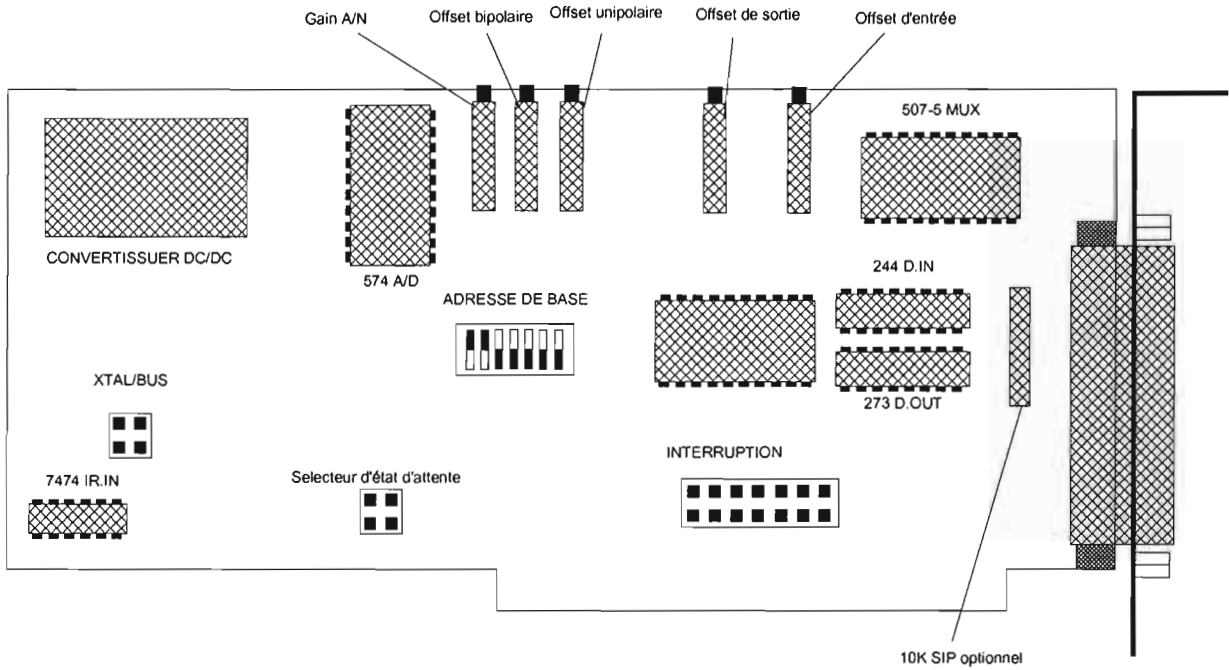 Gain A/N
Offset bipolaire
Offset unipolaire
Offset de sortie
Offset d'entrée
507-5 MUX
CONVERTISSUER DC/DC
574 A/D
244 D.IN
ADRESSE DE BASE
XTAL/BUS
273 D.OUT
INTERRUPTION
7474 IR.IN
Selecteur d'état d'attente
10K SIP optionnel